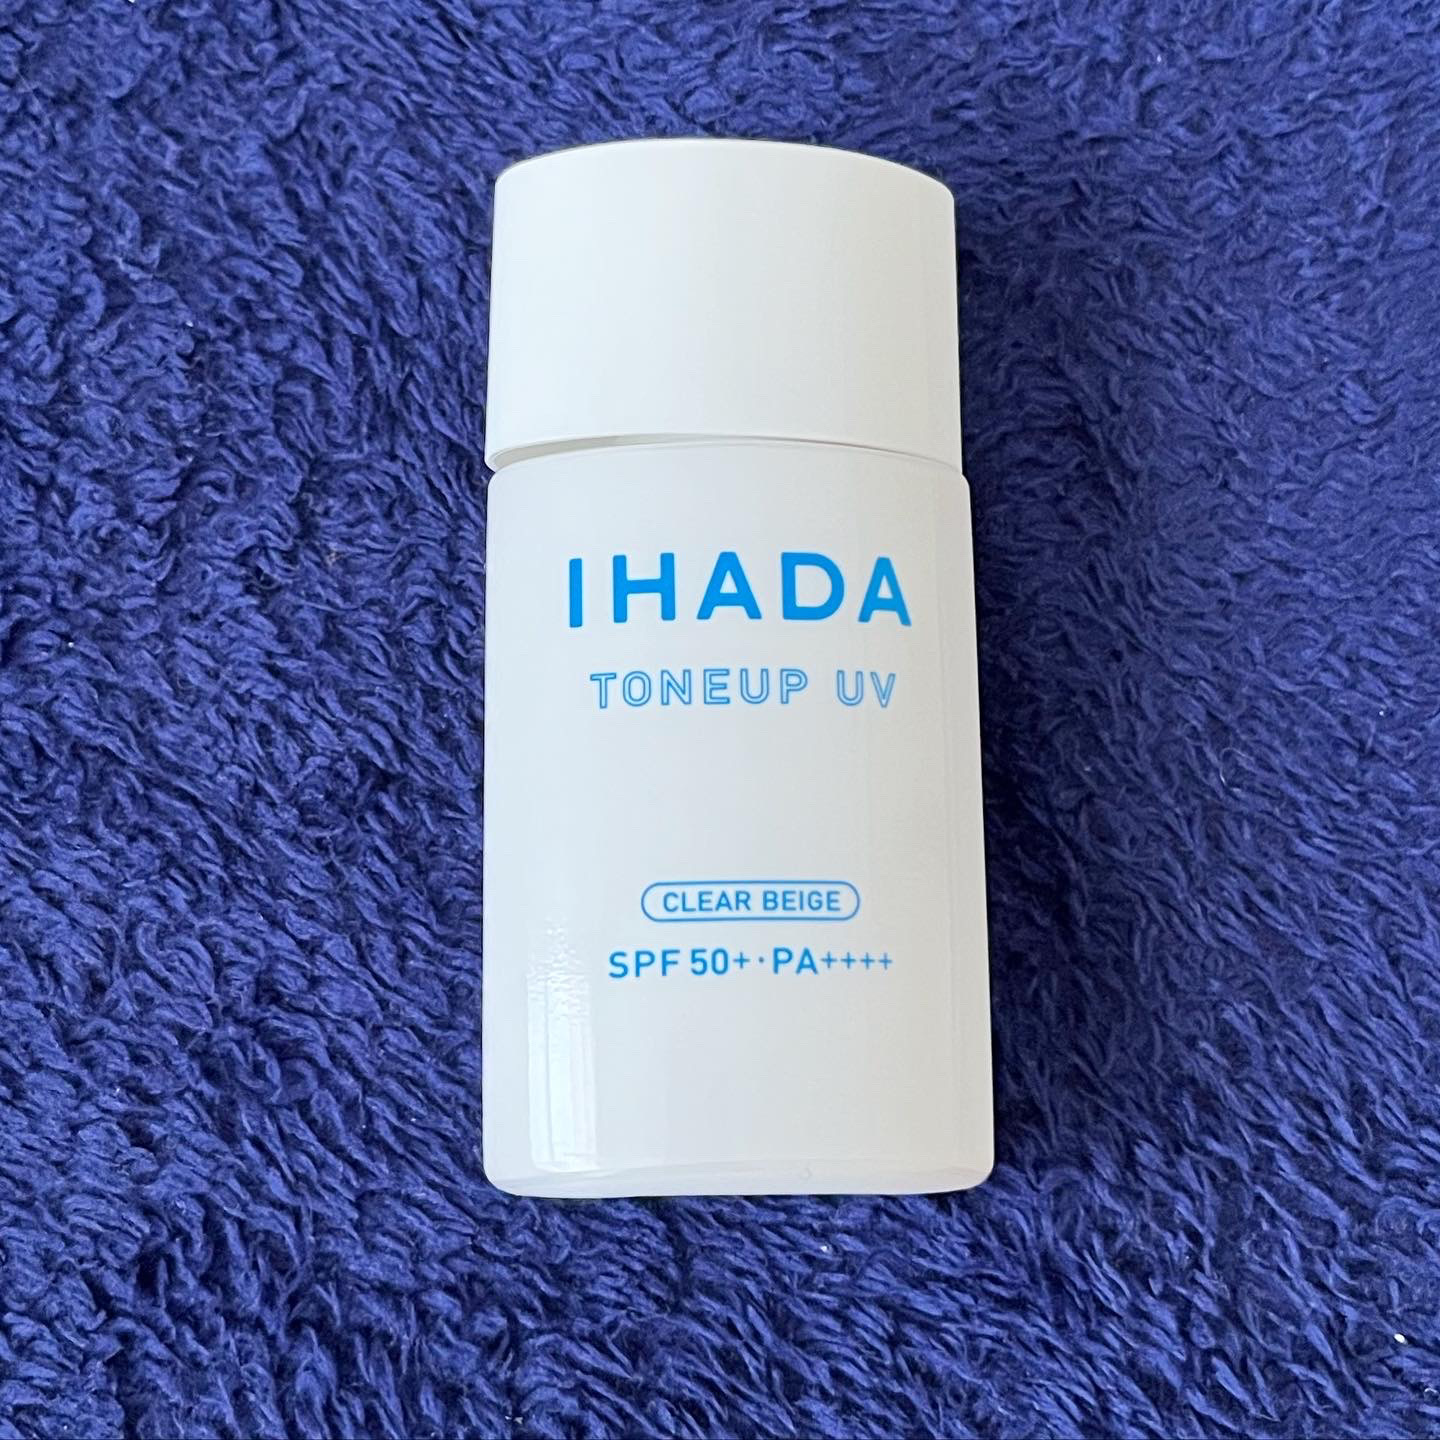 IHADA
TONEUP UV
CLEAR BEIGE
SPF 50+・PA++++